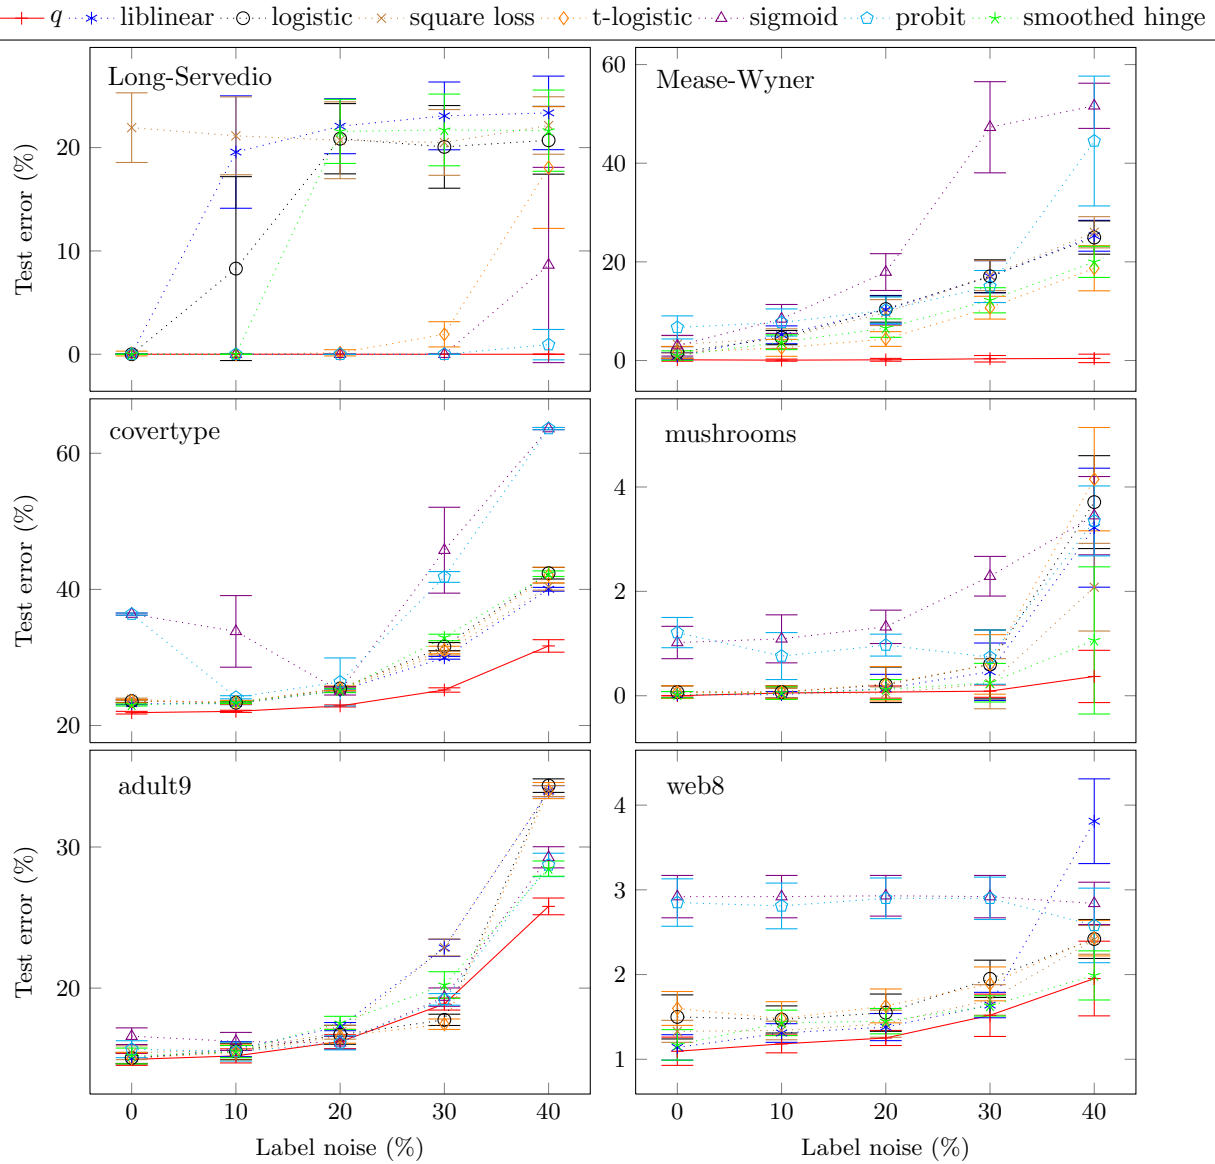 q liblinear logistic square loss t-logistic sigmoid probit smoothed hinge
Long-Servedio
Test error (%)
20
10
0
Mease-Wyner
60
40
20
0
covertype
Test error (%)
60
40
20
mushrooms
4
2
0
adult9
Test error (%)
30
20
0 10 20 30 40
Label noise (%)
web8
4
3
2
1
0 10 20 30 40
Label noise (%)